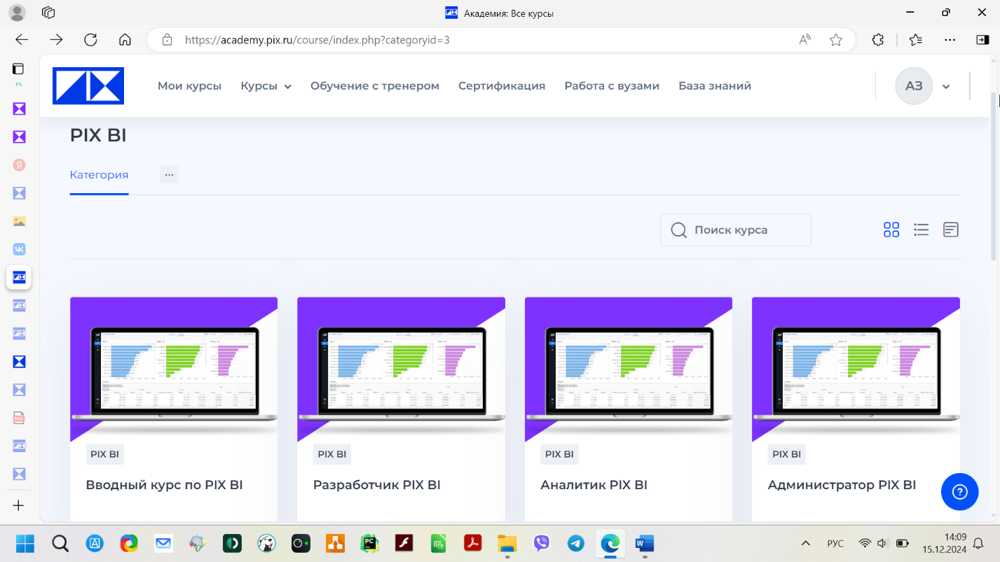 Академия: Все курсы
https://academy.pix.ru/course/index.php?categoryid=3
Мои курсы Курсы Обучение с тренером Сертификация Работа с вузами База знаний АЗ
PIX BI
Категория
Поиск курса
PIX BI PIX BI PIX BI PIX BI
Вводный курс по PIX BI Разработчик PIX BI Аналитик PIX BI Администратор PIX BI
РУС 14:09
15.12.2024